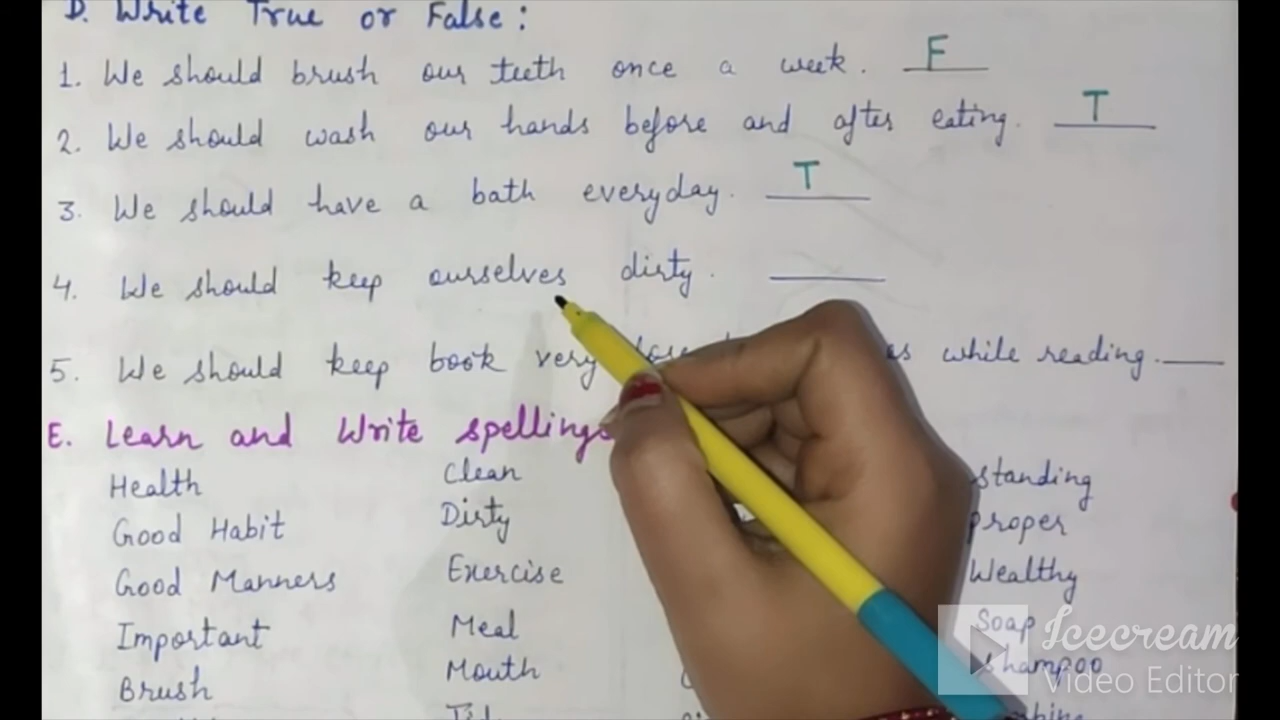 D. Write True or False:
1. We should brush our teeth once a week. F
2. We should wash our hands before and after eating. T
3. We should have a bath everyday. T
4. We should keep ourselves dirty.
5. We should keep book very while reading.
E. Learn and Write spellings
Health Clean standing
Good Habit Dirty proper
Good Manners Exercise Wealthy
Important Meal Soap
Brush Mouth Shampoo
Icecream
Video Editor